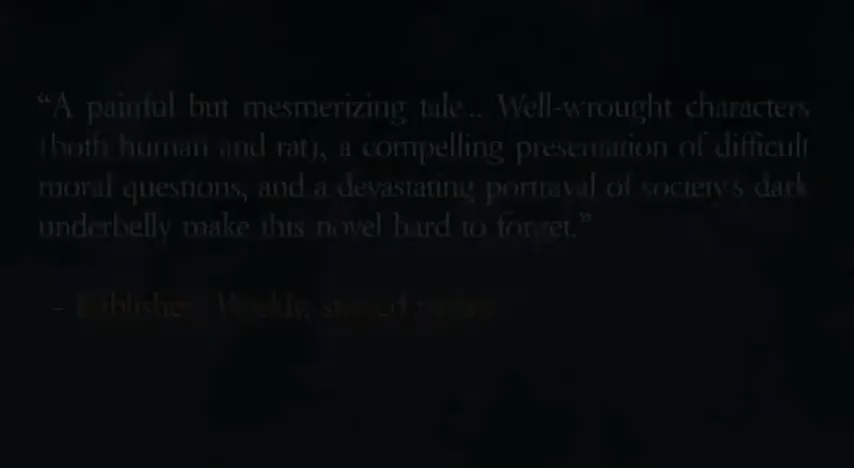 “A painful but mesmerizing tale... Well-wrought characters
(both human and rat), a compelling presentation of difficult
moral questions, and a devastating portrayal of society's dark
underbelly make this novel hard to forget.”
- Publishers Weekly, starred review